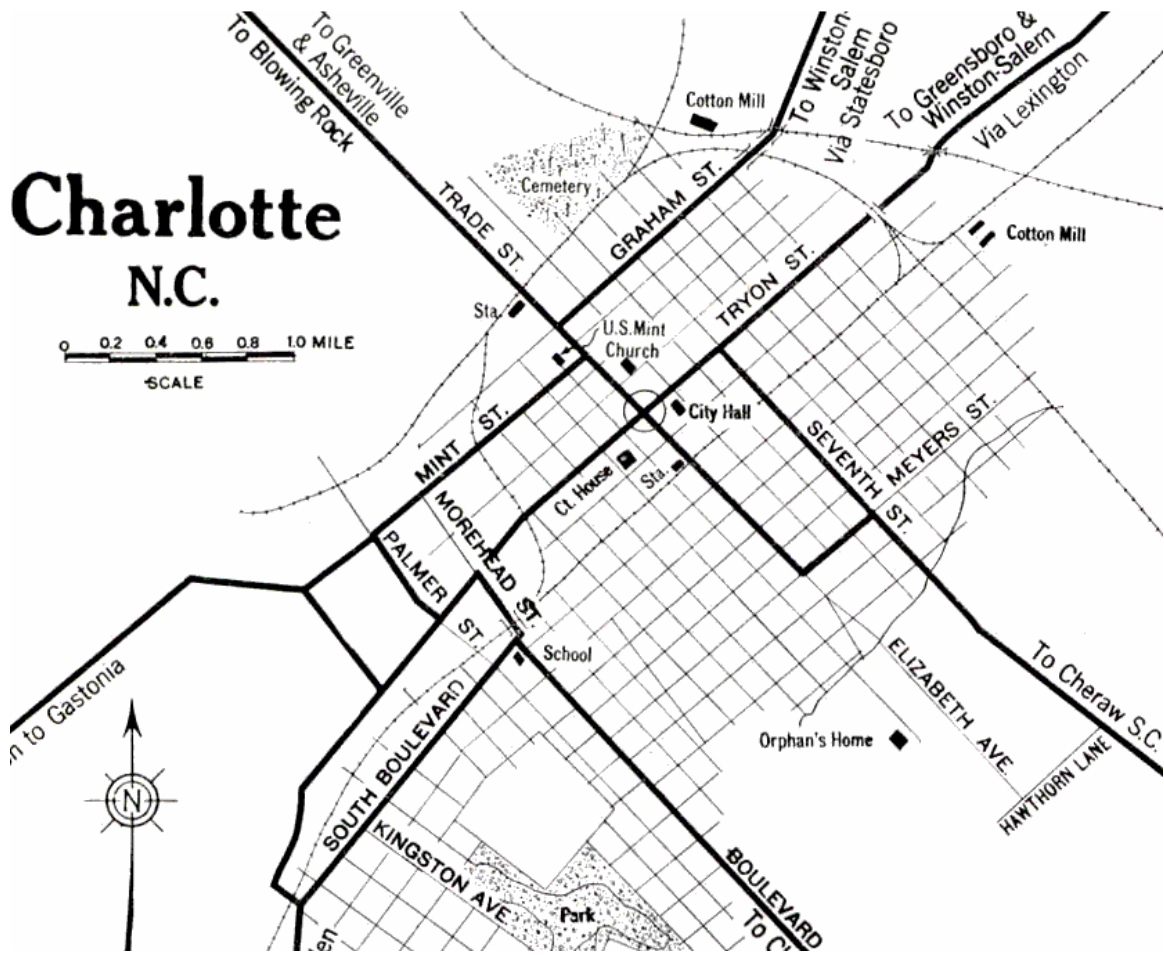 To Greenville
& Asheville
To Blowing Rock
To Winston-
Salem
Via Statesboro
To Greensboro &
Winston-Salem
Via Lexington
Cotton Mill
Cemetery
Charlotte
N.C.
TRADE ST.
GRAHAM ST.
TRYON ST.
Cotton Mill
Sta.
U.S. Mint
Church
0 0.2 0.4 0.6 0.8 1.0 MILE
SCALE
City Hall
MINT ST.
SEVENTH ST.
MEYERS ST.
Ct. House
Sta.
MOREHEAD ST.
PALMER ST.
School
ELIZABETH AVE.
To Cheraw S.C.
to Gastonia
Orphan's Home
HAWTHORN LANE
N
SOUTH BOULEVARD
KINGSTON AVE
BOULEVARD
Park
To